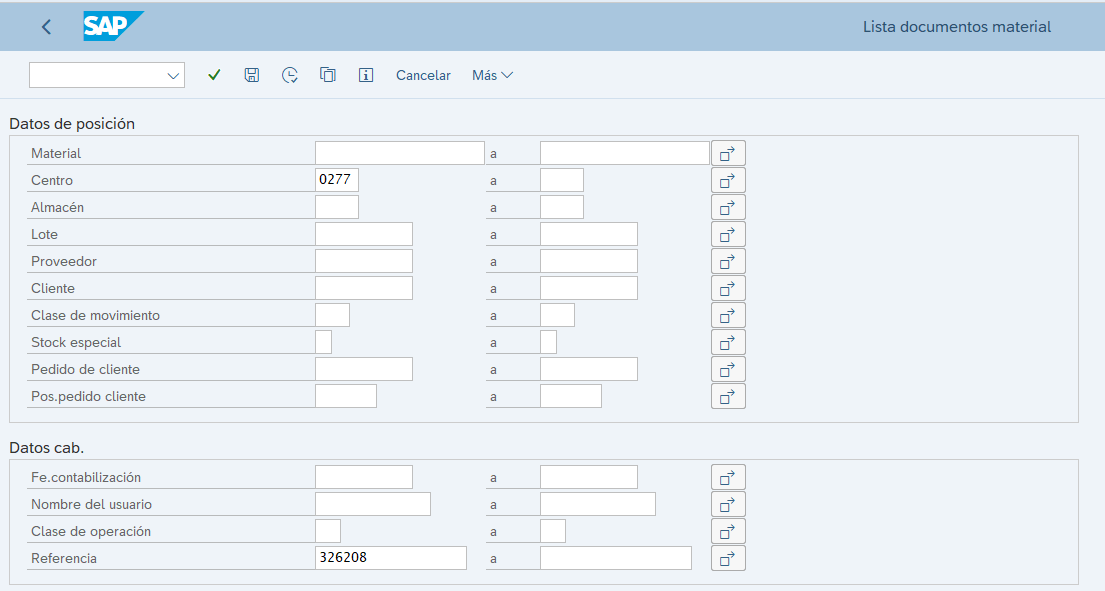 SAP Lista documentos material
Cancelar Más
Datos de posición
Material a
Centro 0277 a
Almacén a
Lote a
Proveedor a
Cliente a
Clase de movimiento a
Stock especial a
Pedido de cliente a
Pos.pedido cliente a
Datos cab.
Fe.contabilización a
Nombre del usuario a
Clase de operación a
Referencia 326208 a